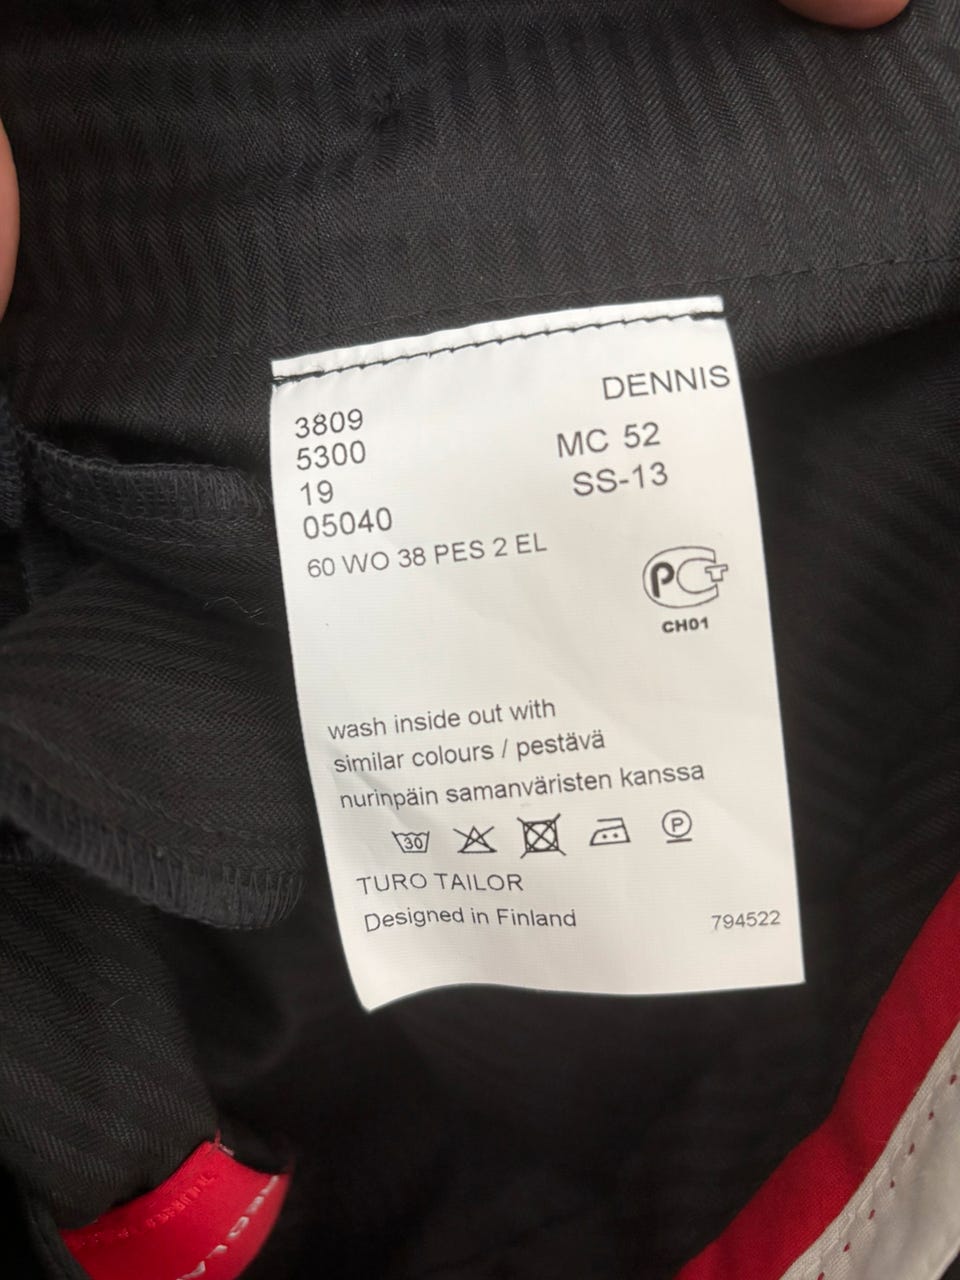 DENNIS
3809
5300
MC 52
19
SS-13
05040
60 WO 38 PES 2 EL
РСТ
CH01
wash inside out with
similar colours / pestävä
nurinpäin samanväristen kanssa
30
P
TURO TAILOR
Designed in Finland
794522